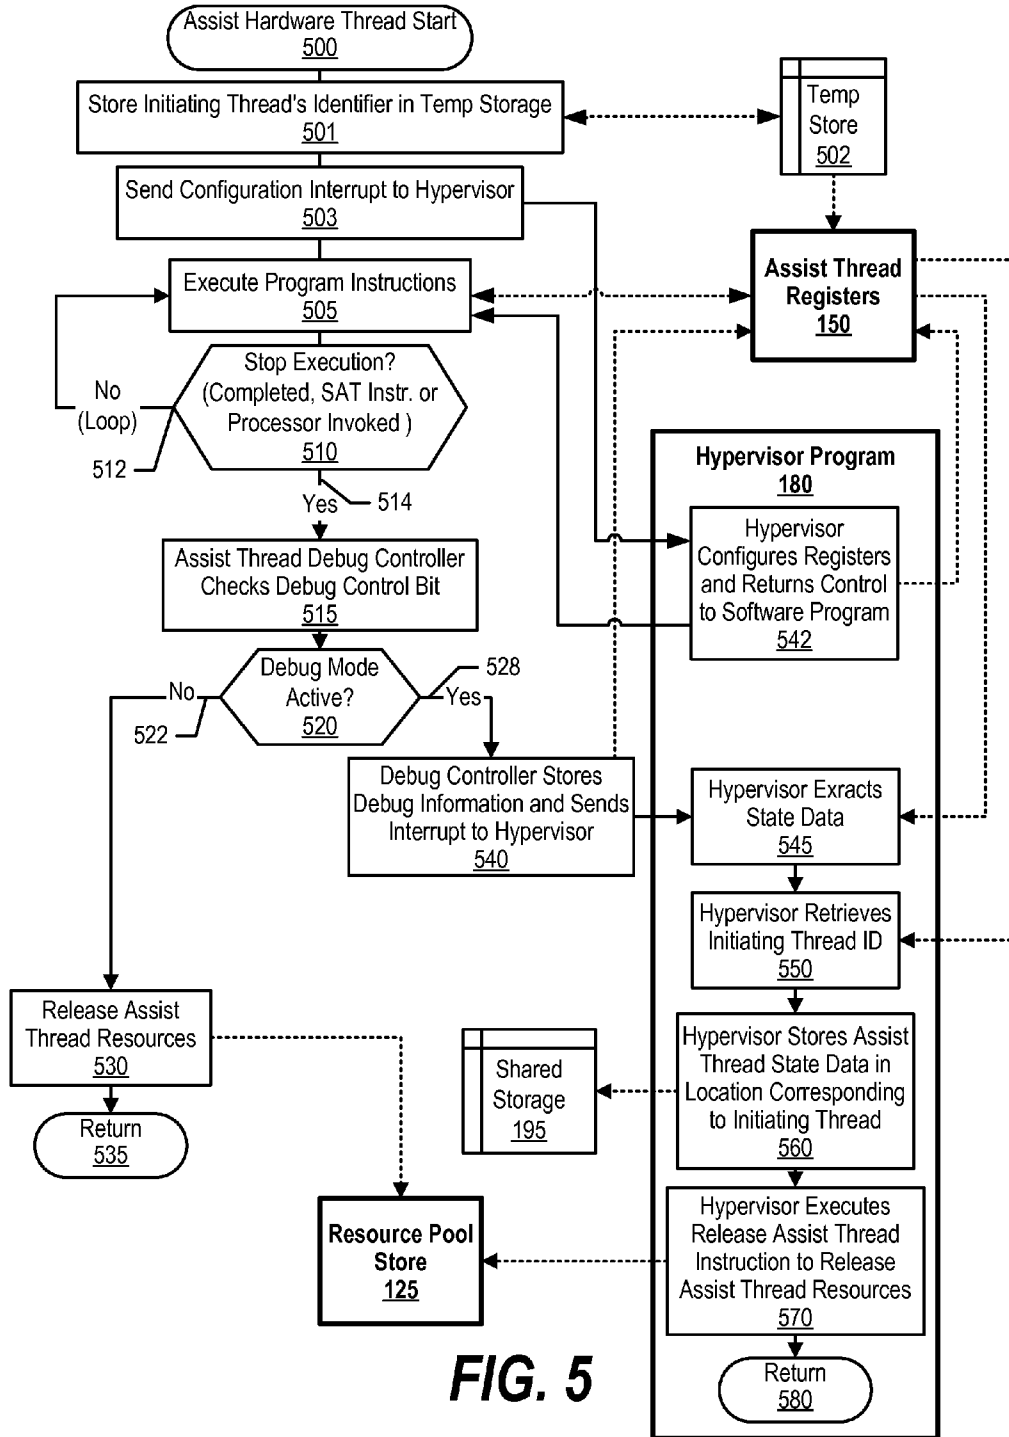 Assist Hardware Thread Start
500
Store Initiating Thread's Identifier in Temp Storage
501
Temp
Store
502
Send Configuration Interrupt to Hypervisor
503
Assist Thread
Registers
150
Execute Program Instructions
505
Stop Execution?
(Completed, SAT Instr. or
Processor Invoked )
510
No
(Loop)
512
514
Yes
Hypervisor Program
180
Hypervisor
Configures Registers
and Returns Control
to Software Program
542
Assist Thread Debug Controller
Checks Debug Control Bit
515
Debug Mode
Active?
520
No
522
528
Yes
Debug Controller Stores
Debug Information and Sends
Interrupt to Hypervisor
540
Hypervisor Exracts
State Data
545
Hypervisor Retrieves
Initiating Thread ID
550
Release Assist
Thread Resources
530
Return
535
Shared
Storage
195
Hypervisor Stores Assist
Thread State Data in
Location Corresponding
to Initiating Thread
560
Resource Pool
Store
125
Hypervisor Executes
Release Assist Thread
Instruction to Release
Assist Thread Resources
570
Return
580
FIG. 5